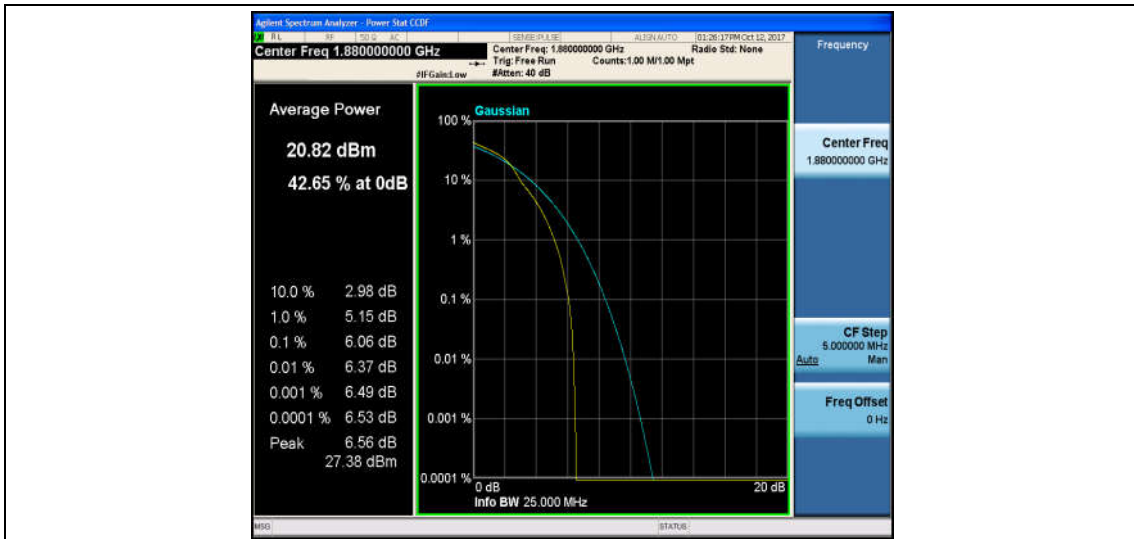 Agilent Spectrum Analyzer - Power Stat CCDF
RL RF 50 Ω AC SENSE:PULSE ALIGNAUTO 01:26:17PM Oct 12, 2017
Center Freq 1.880000000 GHz
Center Freq: 1.880000000 GHz Radio Std: None
Trig: Free Run Counts:1.00 M/1.00 Mpt
#IFGain:Low #Atten: 40 dB
Frequency
Average Power
20.82 dBm
42.65 % at 0dB
10.0 % 2.98 dB
1.0 % 5.15 dB
0.1 % 6.06 dB
0.01 % 6.37 dB
0.001 % 6.49 dB
0.0001 % 6.53 dB
Peak 6.56 dB
27.38 dBm
Gaussian
100 %
10 %
1 %
0.1 %
0.01 %
0.001 %
0.0001 %
0 dB 20 dB
Info BW 25.000 MHz
Center Freq
1.880000000 GHz
CF Step
5.000000 MHz
Auto Man
Freq Offset
0 Hz
MSG STATUS